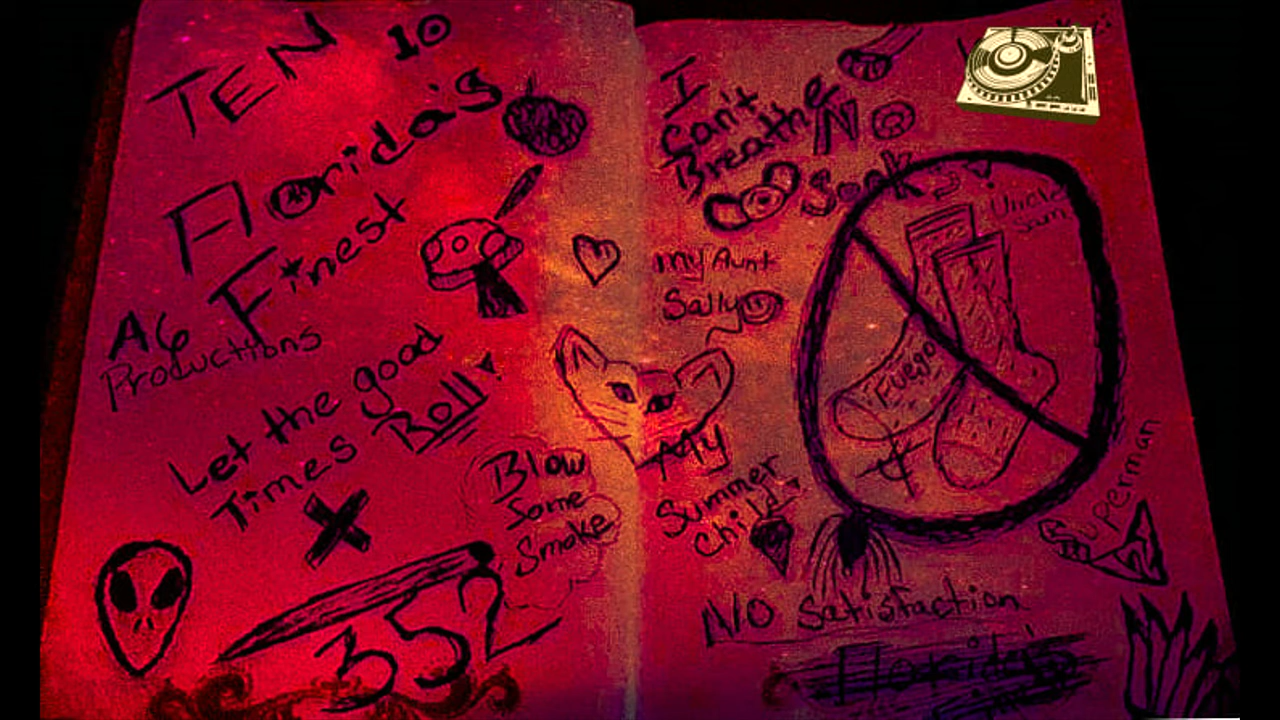 TEN 10
Florida's
Finest
A6
Productions
Let the good
Times Roll!
Blow
Some
Smoke
352
I
Can't
Breathe
NO
Socks!
Uncle
Sam
My Aunt
Sally
Fuego
My
Summer
Child
Superman
No Satisfaction
Florida's